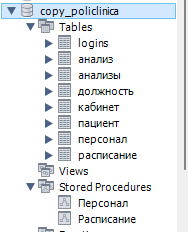 copy_policlinica
Tables
logins
анализ
анализы
должность
кабинет
пациент
персонал
расписание
Views
Stored Procedures
Персонал
Расписание